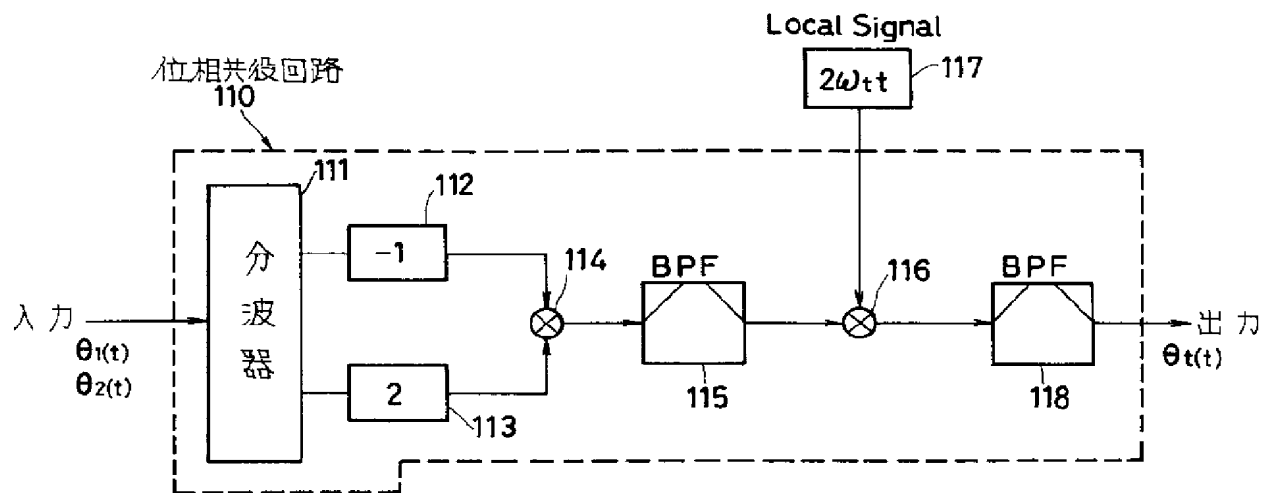 Local Signal
117
2ωtt
位相共役回路
110
111
112
-1
分波器
114
BPF
116
BPF
入力
θ1(t)
θ2(t)
出力
θt(t)
2
113
115
118